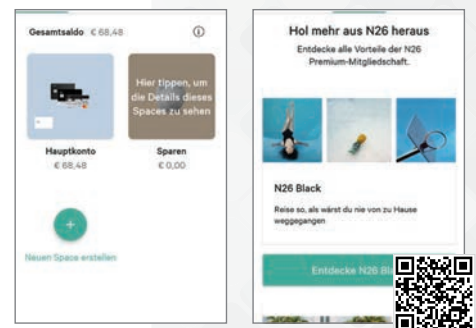 Gesamtsaldo € 68,48
Hier tippen, um
die Details dieses
Spaces zu sehen
Hauptkonto
€ 68,48
Sparen
€ 0,00
Neuen Space erstellen
Hol mehr aus N26 heraus
Entdecke alle Vorteile der N26
Premium-Mitgliedschaft.
N26 Black
Reise so, als wärst du nie von zu Hause
weggegangen
Entdecke N26